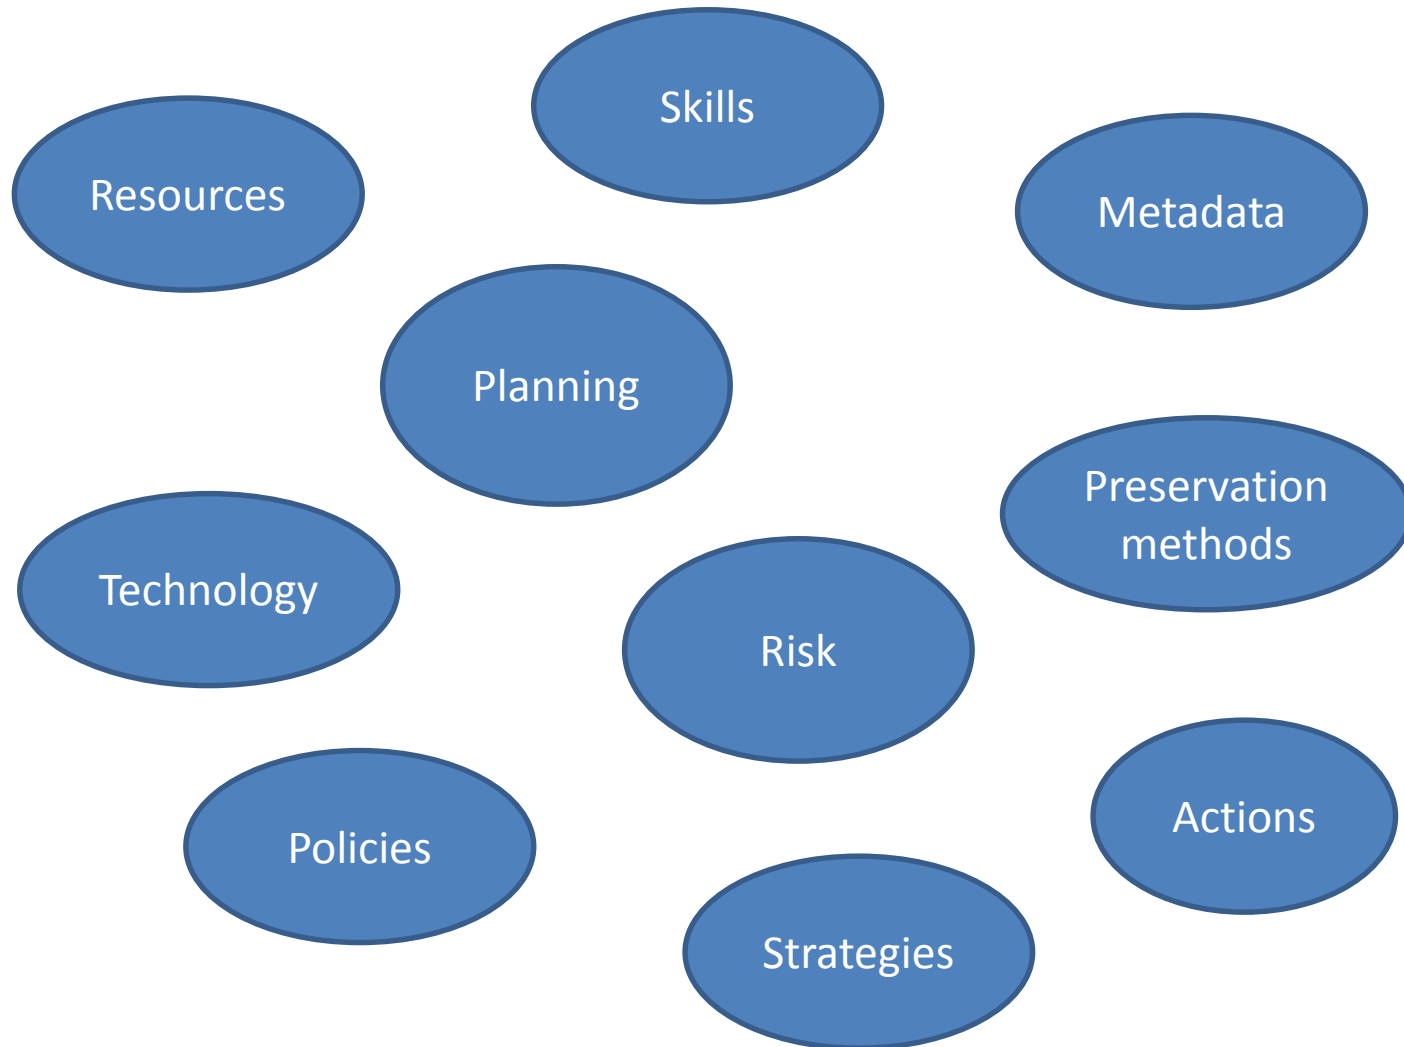 Skills
Resources
Metadata
Planning
Preservation
methods
Technology
Risk
Actions
Policies
Strategies